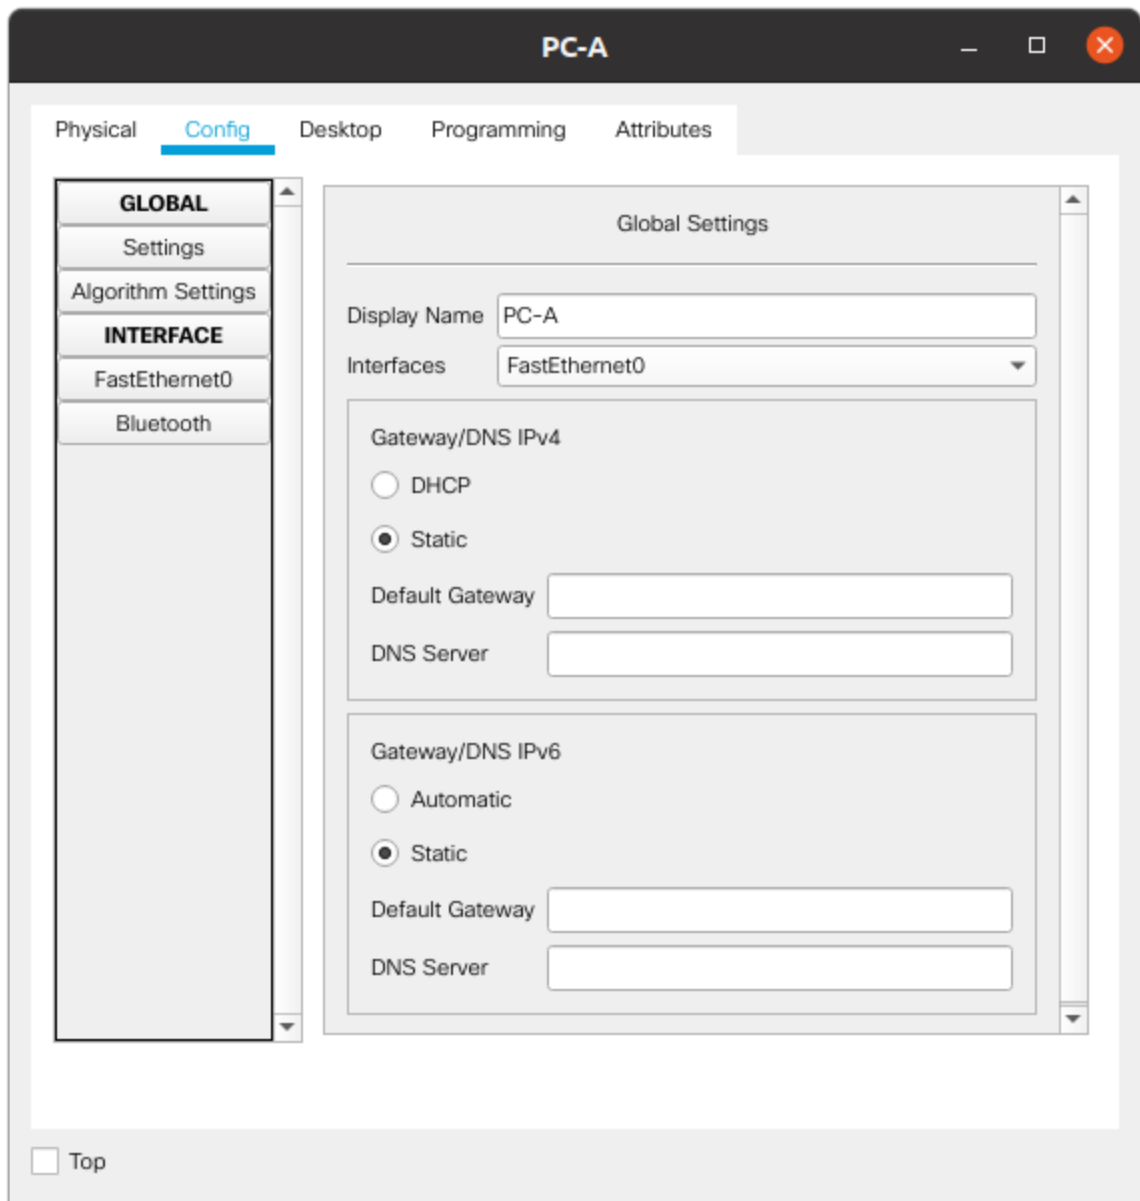 PC-A
Physical Config Desktop Programming Attributes
GLOBAL
Settings
Algorithm Settings
INTERFACE
FastEthernet0
Bluetooth
Global Settings
Display Name PC-A
Interfaces FastEthernet0
Gateway/DNS IPv4
DHCP
Static
Default Gateway
DNS Server
Gateway/DNS IPv6
Automatic
Static
Default Gateway
DNS Server
Top